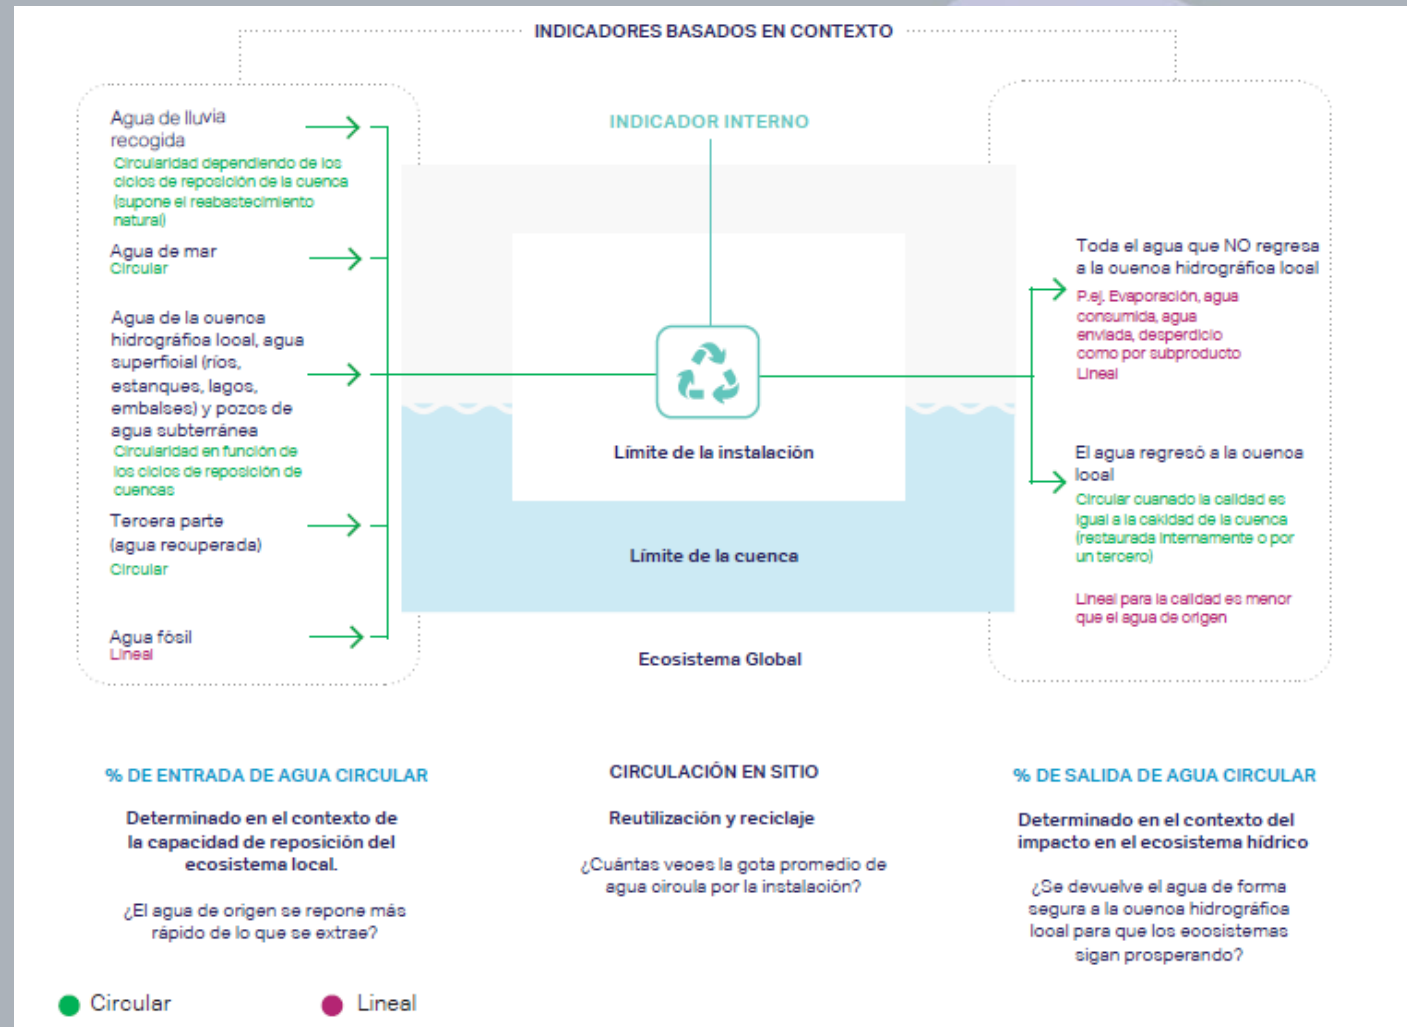 INDICADORES BASADOS EN CONTEXTO
Agua de lluvia
recogida
Circularidad dependiendo de los
ciclos de reposición de la cuenca
(supone el reabastecimiento
natural)
Agua de mar
Circular
Agua de la cuenca
hidrográfica local, agua
superficial (ríos,
estanques, lagos,
embalses) y pozos de
agua subterránea
Circularidad en función de
los ciclos de reposición de
cuencas
Tercera parte
(agua recuperada)
Circular
Agua fósil
Lineal
INDICADOR INTERNO
Límite de la instalación
Límite de la cuenca
Ecosistema Global
Toda el agua que NO regresa
a la cuenca hidrográfica local
P.ej. Evaporación, agua
consumida, agua
enviada, desperdicio
como por subproducto
Lineal
El agua regresó a la cuenca
local
Circular cuanado la calidad es
igual a la cakidad de la cuenca
(restaurada internamente o por
un tercero)
Lineal para la calidad es menor
que el agua de origen
% DE ENTRADA DE AGUA CIRCULAR
Determinado en el contexto de
la capacidad de reposición del
ecosistema local.
¿El agua de origen se repone más
rápido de lo que se extrae?
CIRCULACIÓN EN SITIO
Reutilización y reciclaje
¿Cuántas veces la gota promedio de
agua circula por la instalación?
% DE SALIDA DE AGUA CIRCULAR
Determinado en el contexto del
impacto en el ecosistema hídrico
¿Se devuelve el agua de forma
segura a la cuenca hidrográfica
local para que los ecosistemas
sigan prosperando?
Circular
Lineal